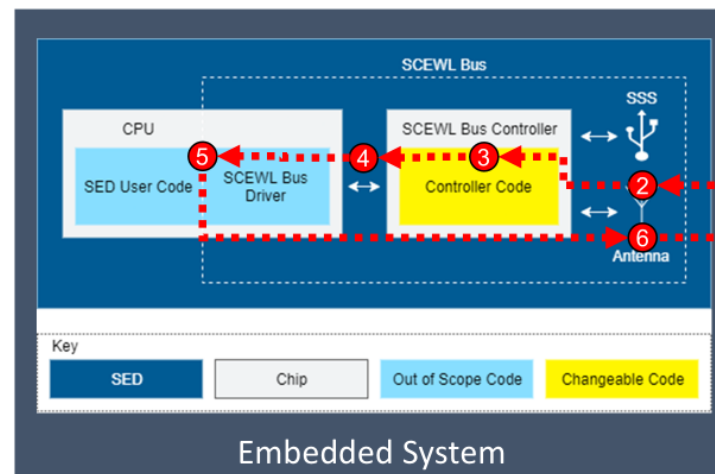 SCEWL Bus
SSS
CPU
SCEWL Bus Controller
5
4
3
SED User Code
SCEWL Bus
Driver
Controller Code
2
6
Antenna
Key
SED
Chip
Out of Scope Code
Changeable Code
Embedded System